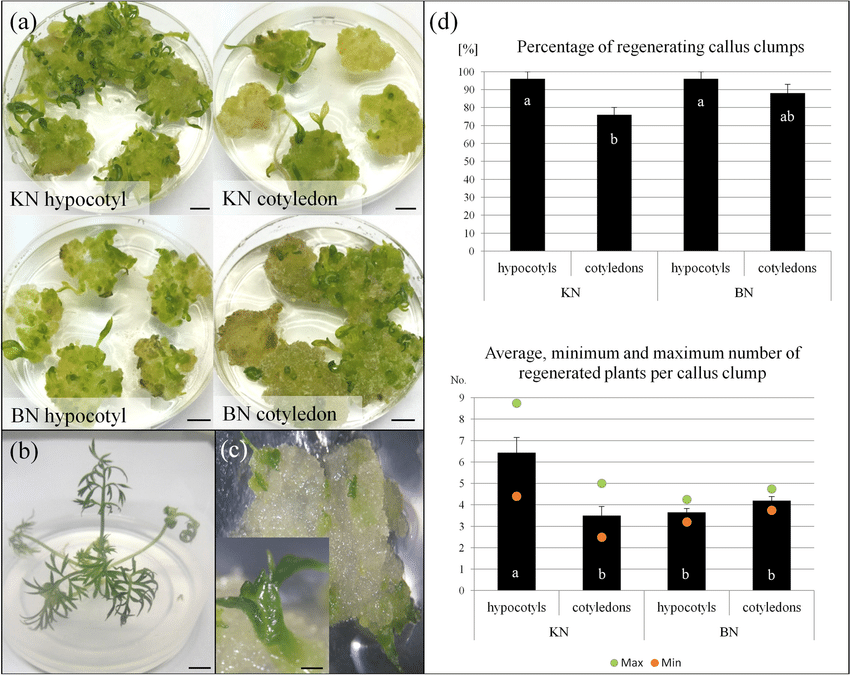 (a)
KN hypocotyl
KN cotyledon
BN hypocotyl
BN cotyledon
(b)
(c)
(d)
Percentage of regenerating callus clumps
[%]
100
90
80
70
60
50
40
30
20
10
0
a
b
a
ab
hypocotyls cotyledons hypocotyls cotyledons
KN BN
Average, minimum and maximum number of
regenerated plants per callus clump
No.
9
8
7
6
5
4
3
2
1
0
a
b
b
b
hypocotyls cotyledons hypocotyls cotyledons
KN BN
Max Min